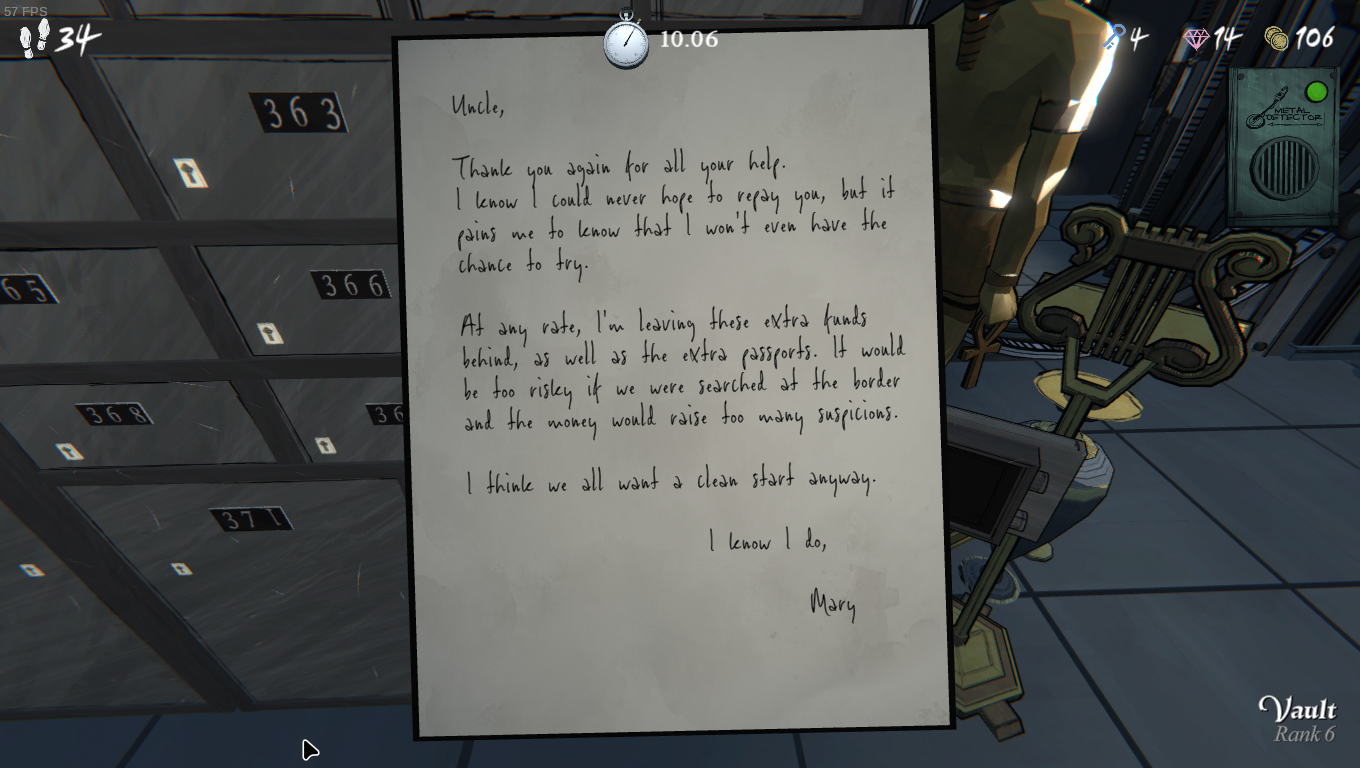 57 FPS
34
10.06
4
14
106
363
METAL
DETECTOR
65
366
368
36
371
Uncle,
Thank you again for all your help.
I know I could never hope to repay you, but it
pains me to know that I won't even have the
chance to try.
At any rate, I'm leaving these extra funds
behind, as well as the extra passports. It would
be too risky if we were searched at the border
and the money would raise too many suspicions.
I think we all want a clean start anyway.
I know I do,
Mary
Vault
Rank 6